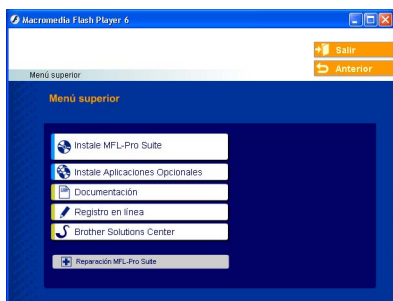 Macromedia Flash Player 6
Salir
Anterior
Menú superior
Menú superior
Instale MFL-Pro Suite
Instale Aplicaciones Opcionales
Documentación
Registro en línea
Brother Solutions Center
Reparación MFL-Pro Suite